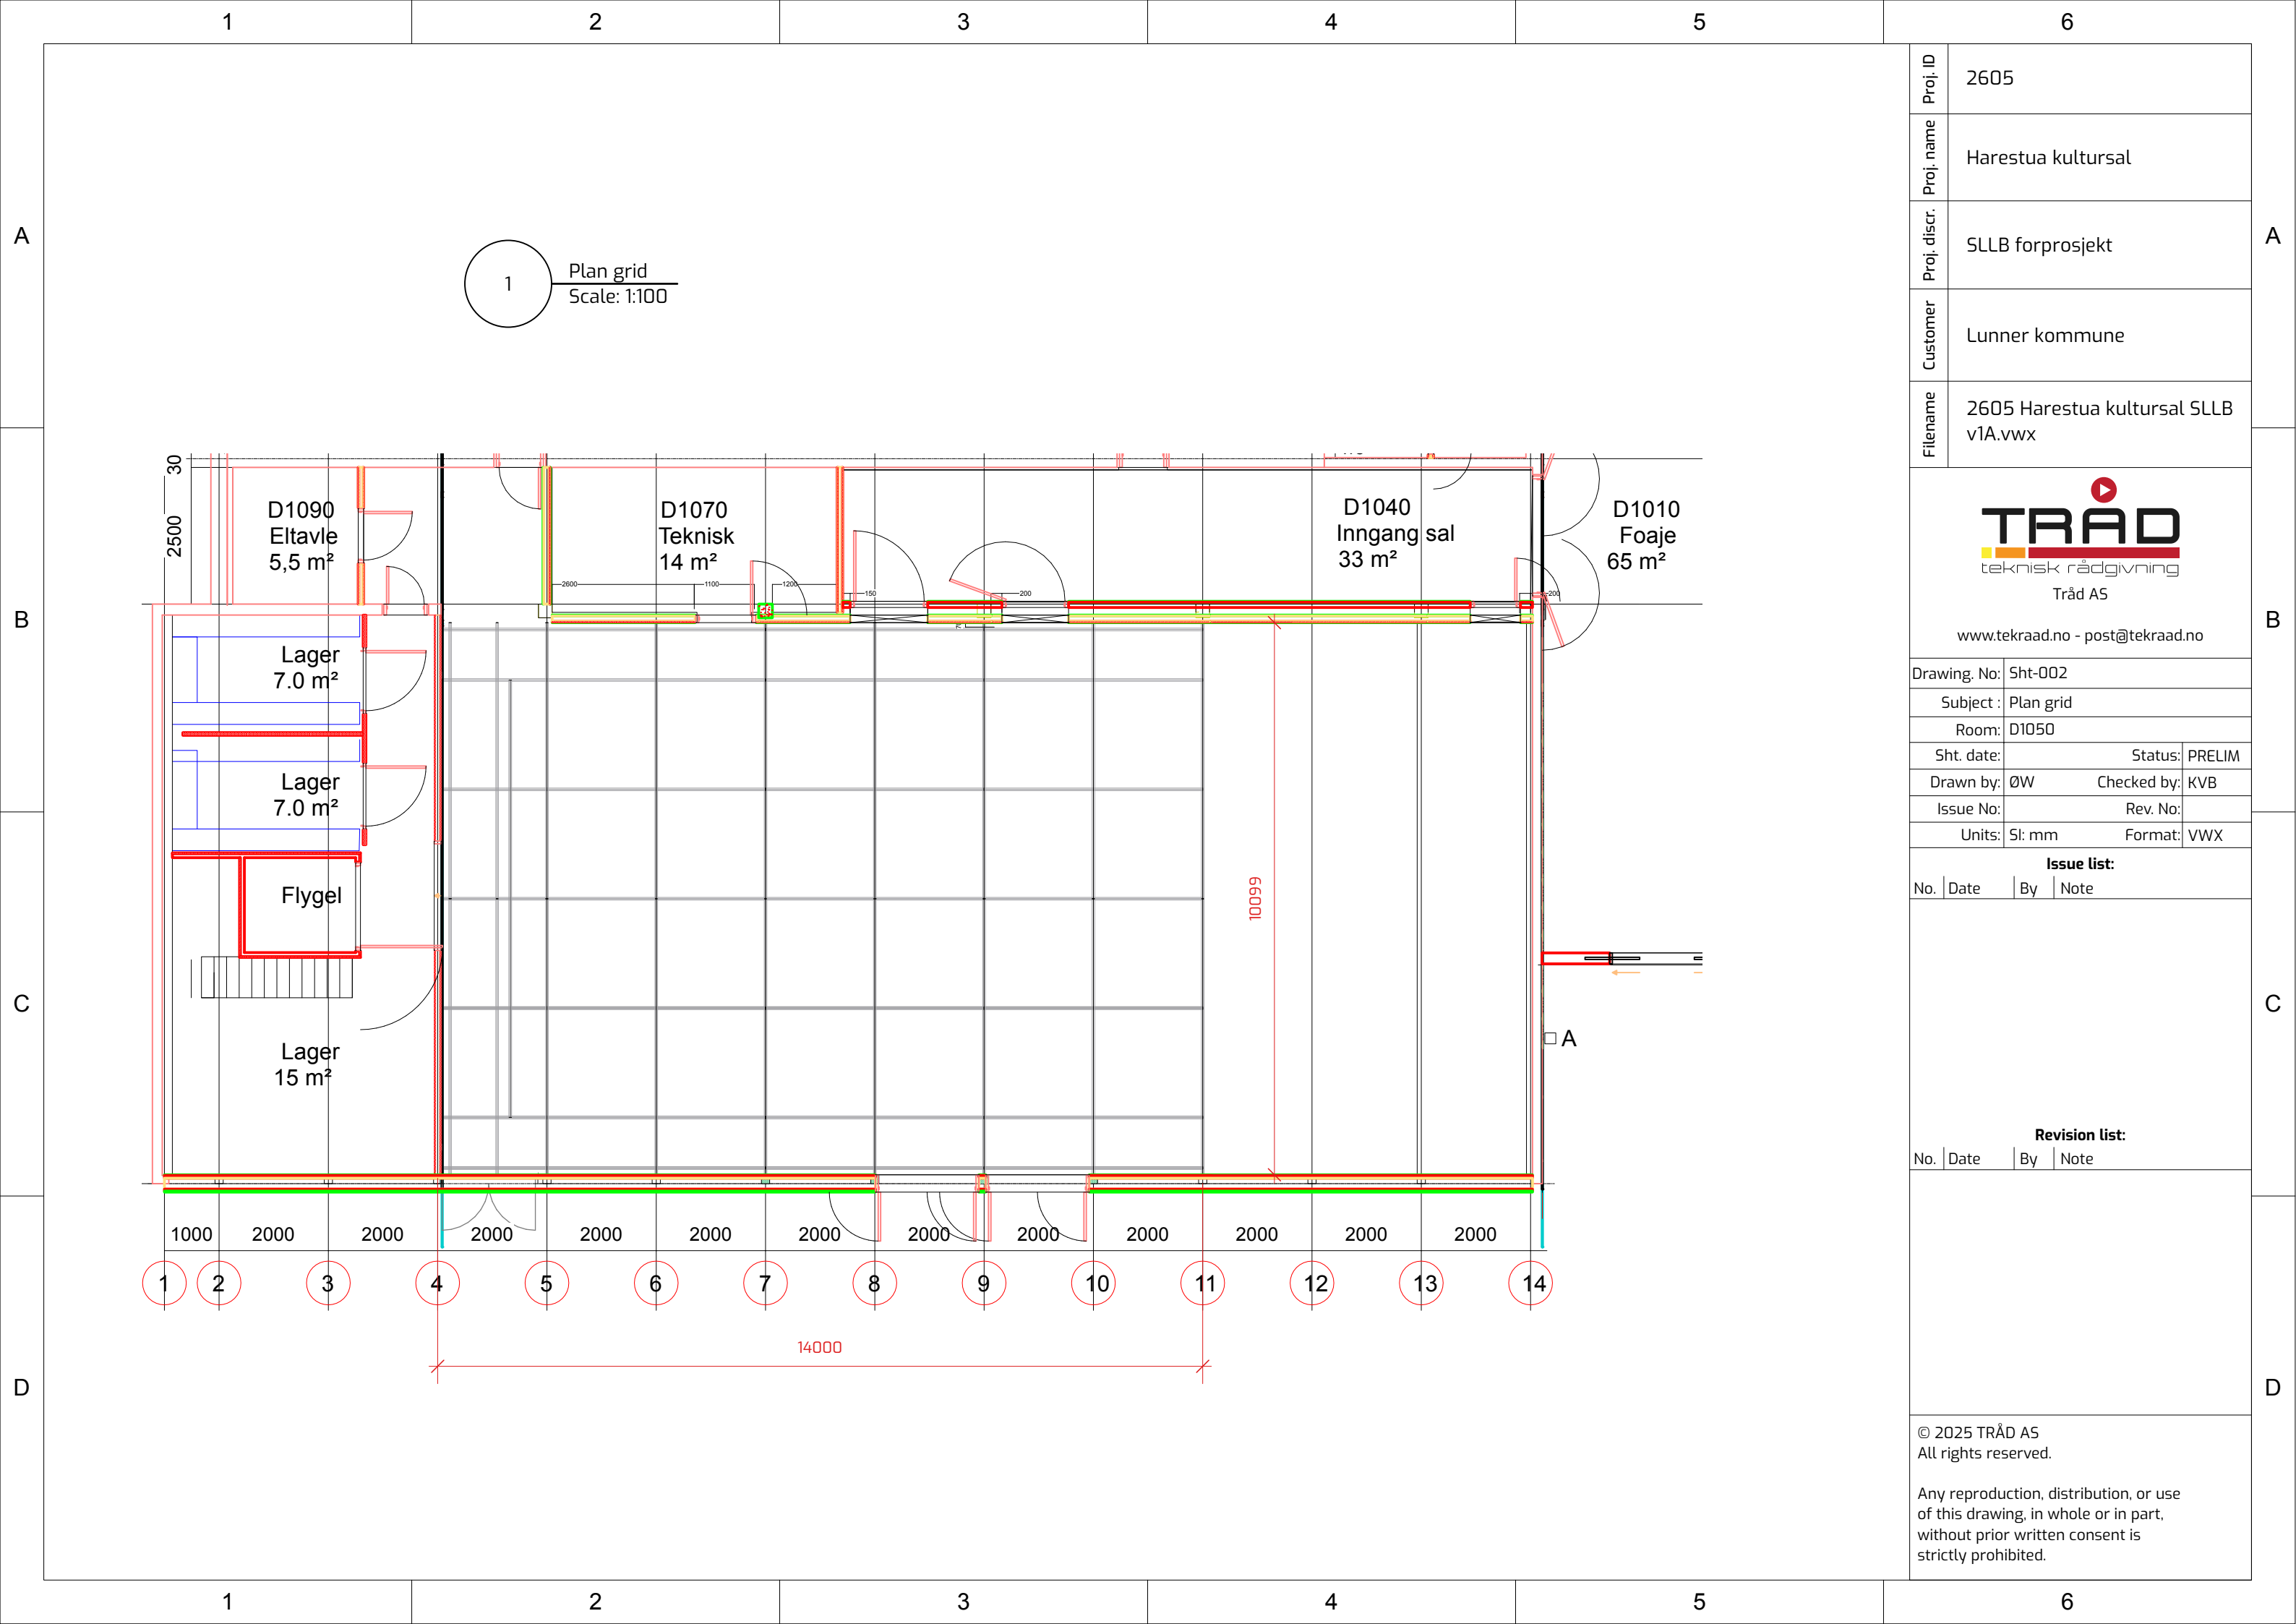 1 2 3 4 5 6
A A
B B
C C
D D
1
Plan grid
Scale: 1:100
Proj. ID
2605
Proj. name
Harestua kultursal
Proj. discr.
SLLB forprosjekt
Customer
Lunner kommune
Filename
2605 Harestua kultursal SLLB
v1A.vwx
TRÅD
teknisk rådgivning
Tråd AS
www.tekraad.no - post@tekraad.no
Drawing. No: Sht-002
Subject : Plan grid
Room: D1050
Sht. date: Status: PRELIM
Drawn by: ØW Checked by: KVB
Issue No: Rev. No:
Units: SI: mm Format: VWX
Issue list:
No. Date By Note
Revision list:
No. Date By Note
© 2025 TRÅD AS
All rights reserved.
Any reproduction, distribution, or use
of this drawing, in whole or in part,
without prior written consent is
strictly prohibited.
30
2500
D1090
Eltavle
5,5 m²
D1070
Teknisk
14 m²
D1040
Inngang sal
33 m²
D1010
Foaje
65 m²
2600 1100 1200 150 200 200
Lager
7.0 m²
Lager
7.0 m²
Flygel
Lager
15 m²
10099
A
1000 2000 2000 2000 2000 2000 2000 2000 2000 2000 2000 2000 2000
1 2 3 4 5 6 7 8 9 10 11 12 13 14
14000
1 2 3 4 5 6